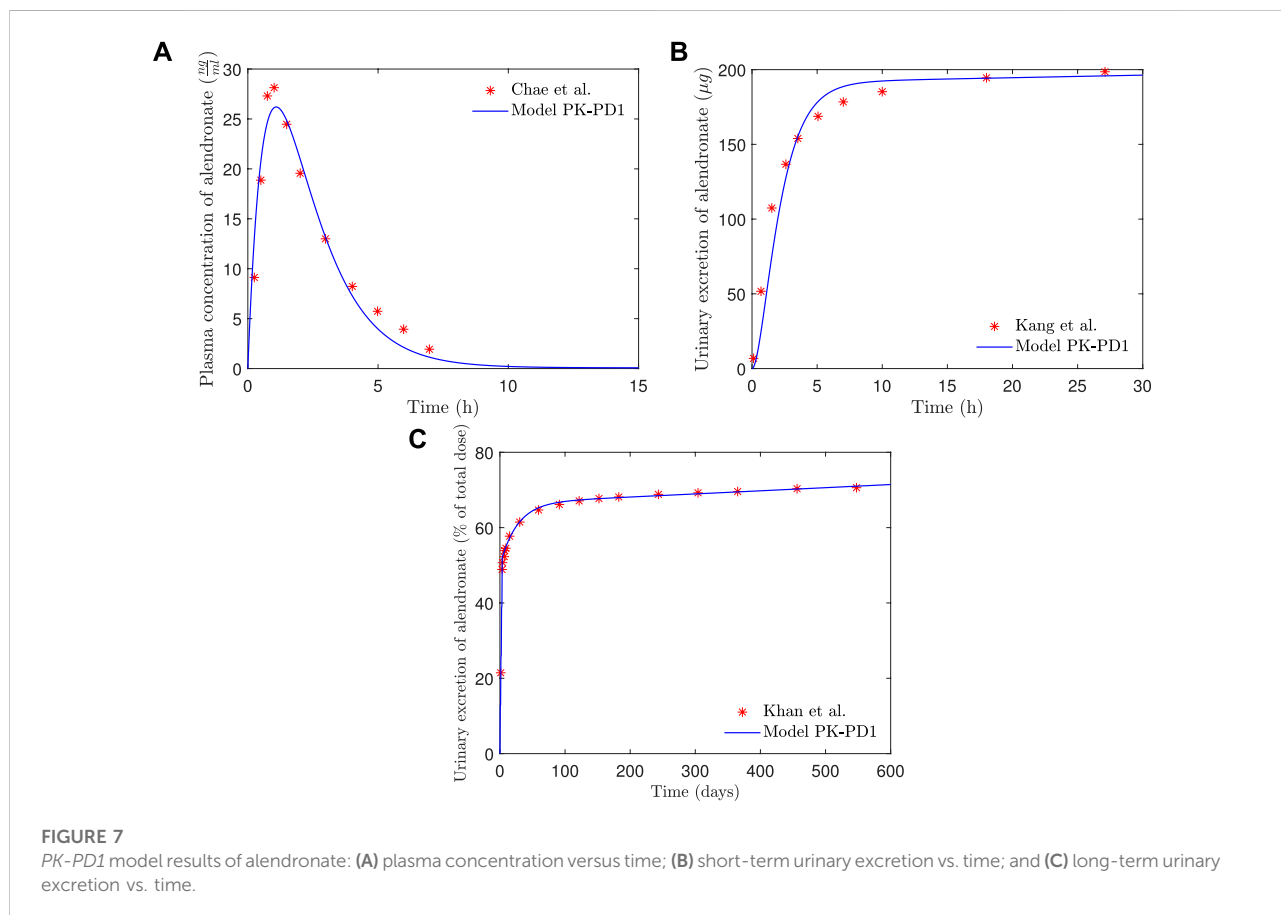 A
Plasma concentration of alendronate (ng/ml)
30
25
20
15
10
5
0
0 5 10 15
Time (h)
Chae et al.
Model PK-PD1
B
Urinary excretion of alendronate (μg)
200
150
100
50
0
0 5 10 15 20 25 30
Time (h)
Kang et al.
Model PK-PD1
C
Urinary excretion of alendronate (% of total dose)
80
60
40
20
0
0 100 200 300 400 500 600
Time (days)
Khan et al.
Model PK-PD1
FIGURE 7
PK-PD1 model results of alendronate: (A) plasma concentration versus time; (B) short-term urinary excretion vs. time; and (C) long-term urinary
excretion vs. time.